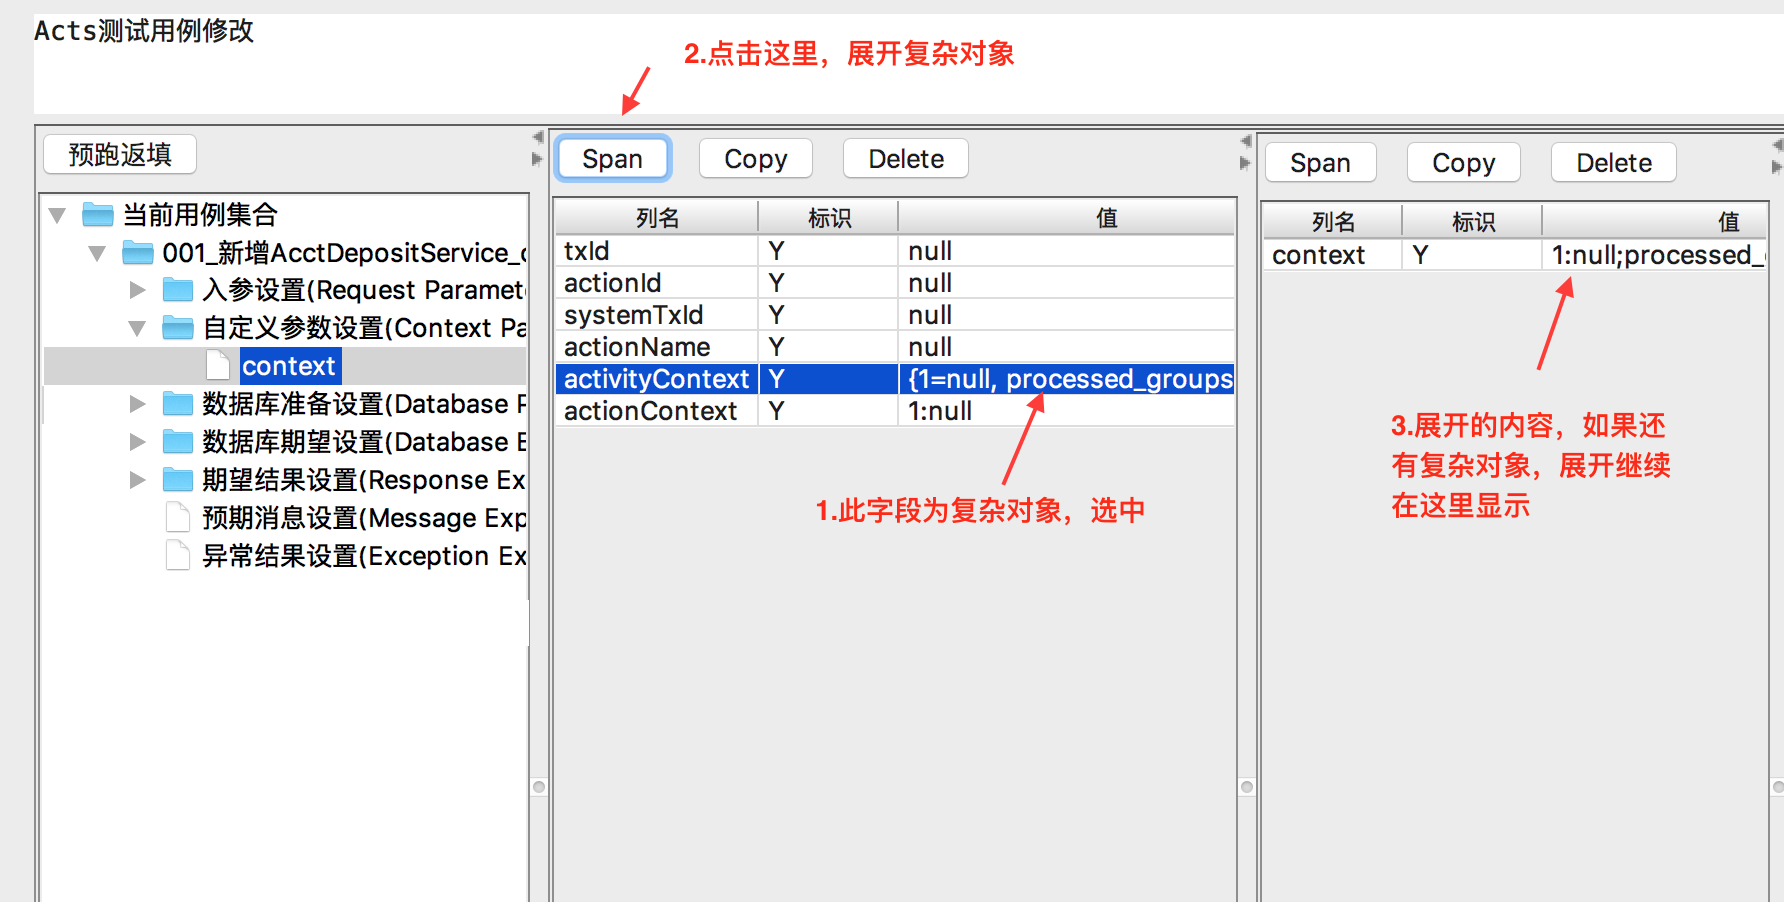 Acts测试用例修改
2.点击这里，展开复杂对象
预跑返填
Span Copy Delete
Span Copy Delete
当前用例集合
001_新增AcctDepositService_
入参设置(Request Paramet
自定义参数设置(Context Pa
context
数据库准备设置(Database
数据库期望设置(Database E
期望结果设置(Response Ex
预期消息设置(Message Exp
异常结果设置(Exception Ex
列名 标识 值
txId Y null
actionId Y null
systemTxId Y null
actionName Y null
activityContext Y {1=null, processed_groups
actionContext Y 1:null
1.此字段为复杂对象，选中
列名 标识 值
context Y 1:null;processed_
3.展开的内容，如果还
有复杂对象，展开继续
在这里显示